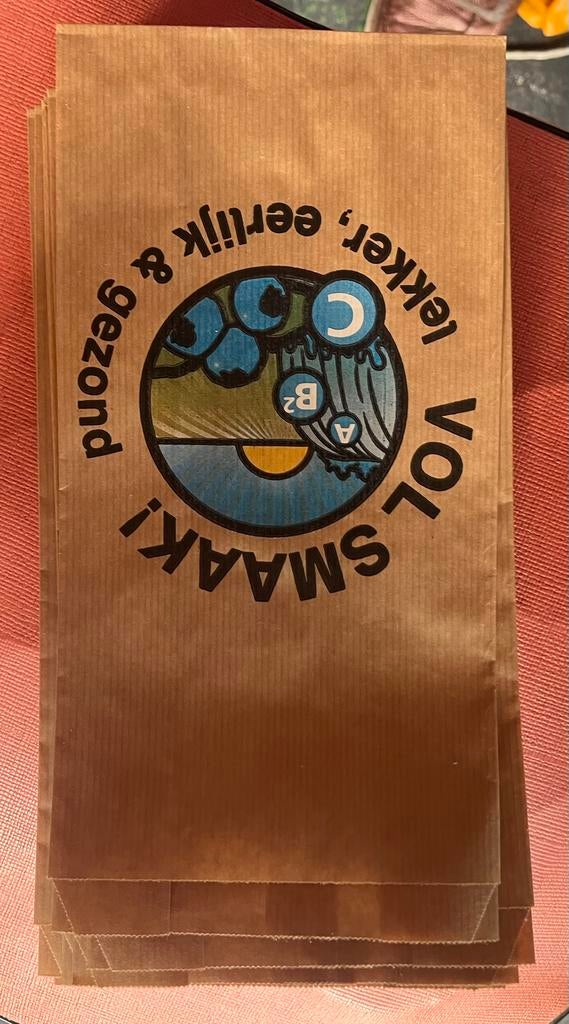 VOL SMAAK!
lekker, eerlijk & gezond
C
B²
A